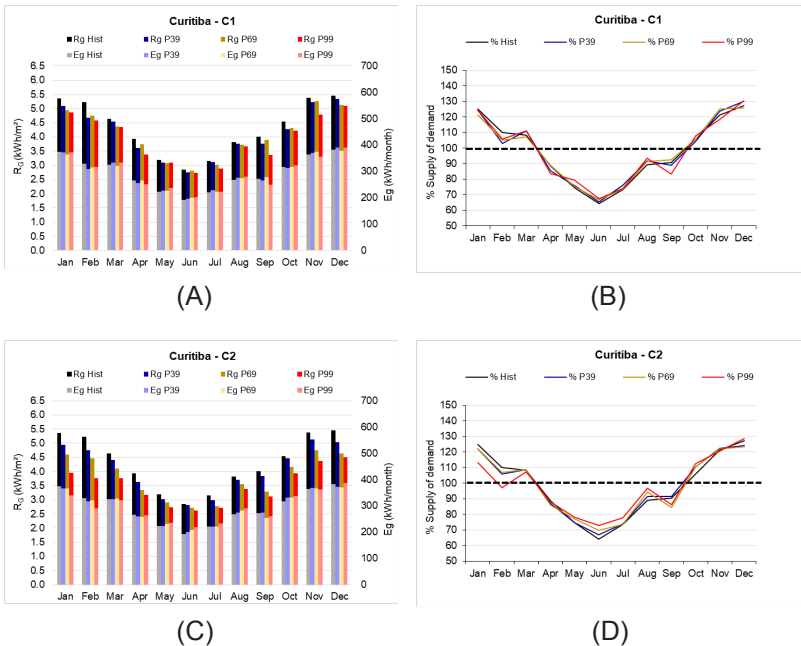 Curitiba - C1
Rg Hist Rg P39 Rg P69 Rg P99
Eg Hist Eg P39 Eg P69 Eg P99
R_G (kWh/m²)
6.5
6.0
5.5
5.0
4.5
4.0
3.5
3.0
2.5
2.0
1.5
1.0
0.5
0.0
700
600
500
400
300
200
100
0
Eg (kWh/month)
Jan Feb Mar Apr May Jun Jul Aug Sep Oct Nov Dec
(A)
Curitiba - C1
% Hist % P39 % P69 % P99
% Supply of demand
150
140
130
120
110
100
90
80
70
60
50
Jan Feb Mar Apr May Jun Jul Aug Sep Oct Nov Dec
(B)
Curitiba - C2
Rg Hist Rg P39 Rg P69 Rg P99
Eg Hist Eg P39 Eg P69 Eg P99
R_G (kWh/m²)
6.5
6.0
5.5
5.0
4.5
4.0
3.5
3.0
2.5
2.0
1.5
1.0
0.5
0.0
700
600
500
400
300
200
100
0
Eg (kWh/month)
Jan Feb Mar Apr May Jun Jul Aug Sep Oct Nov Dec
(C)
Curitiba - C2
% Hist % P39 % P69 % P99
% Supply of demand
150
140
130
120
110
100
90
80
70
60
50
Jan Feb Mar Apr May Jun Jul Aug Sep Oct Nov Dec
(D)